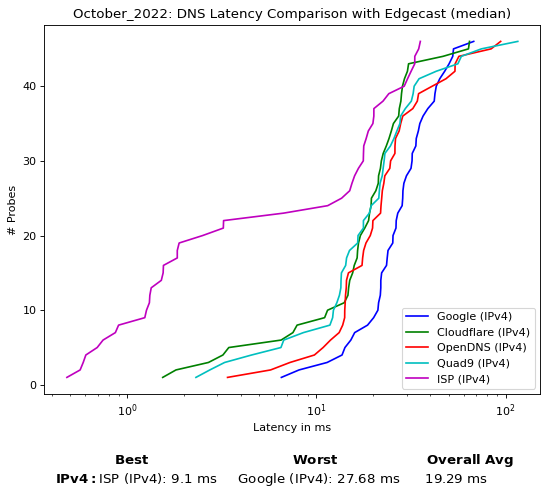 October_2022: DNS Latency Comparison with Edgecast (median)
# Probes
40
30
20
10
0
Google (IPv4)
Cloudflare (IPv4)
OpenDNS (IPv4)
Quad9 (IPv4)
ISP (IPv4)
10⁰ 10¹ 10²
Latency in ms
Best Worst Overall Avg
IPv4: ISP (IPv4): 9.1 ms Google (IPv4): 27.68 ms 19.29 ms